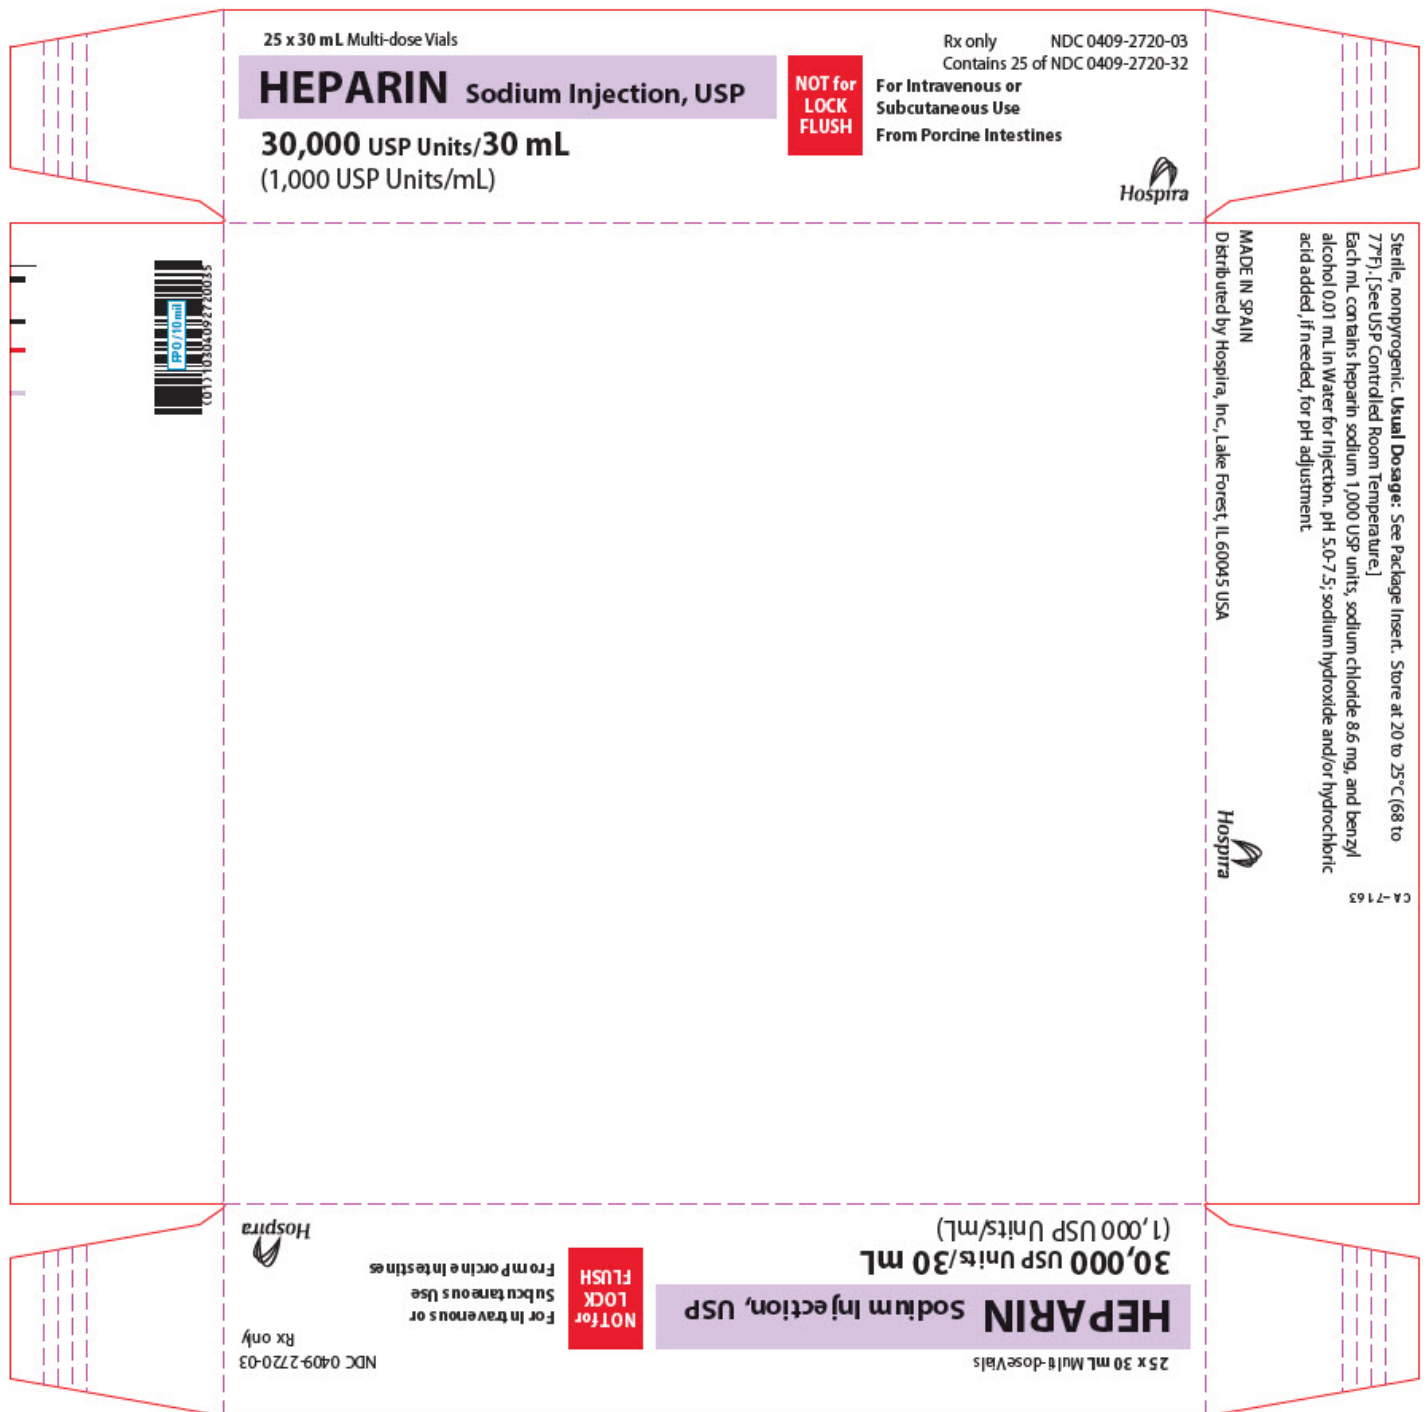 25 x 30 mL Multi-dose Vials
HEPARIN Sodium Injection, USP
30,000 USP Units/30 mL
(1,000 USP Units/mL)
NOT for
LOCK
FLUSH
Rx only NDC 0409-2720-03
Contains 25 of NDC 0409-2720-32
For Intravenous or
Subcutaneous Use
From Porcine Intestines
Hospira
(01)10304092720035
FPO/10 mil
Sterile, nonpyrogenic. Usual Dosage: See Package Insert. Store at 20 to 25°C (68 to
77°F). [See USP Controlled Room Temperature.]
Each mL contains heparin sodium 1,000 USP units, sodium chloride 8.6 mg, and benzyl
alcohol 0.01 mL in Water for Injection. pH 5.0-7.5; sodium hydroxide and/or hydrochloric
acid added, if needed, for pH adjustment.
MADE IN SPAIN
Distributed by Hospira, Inc., Lake Forest, IL 60045 USA
Hospira
CA-7163
25 x 30 mL Multi-dose Vials
HEPARIN Sodium Injection, USP
30,000 USP Units/30 mL
(1,000 USP Units/mL)
NOT for
LOCK
FLUSH
NDC 0409-2720-03
Rx only
For Intravenous or
Subcutaneous Use
From Porcine Intestines
Hospira